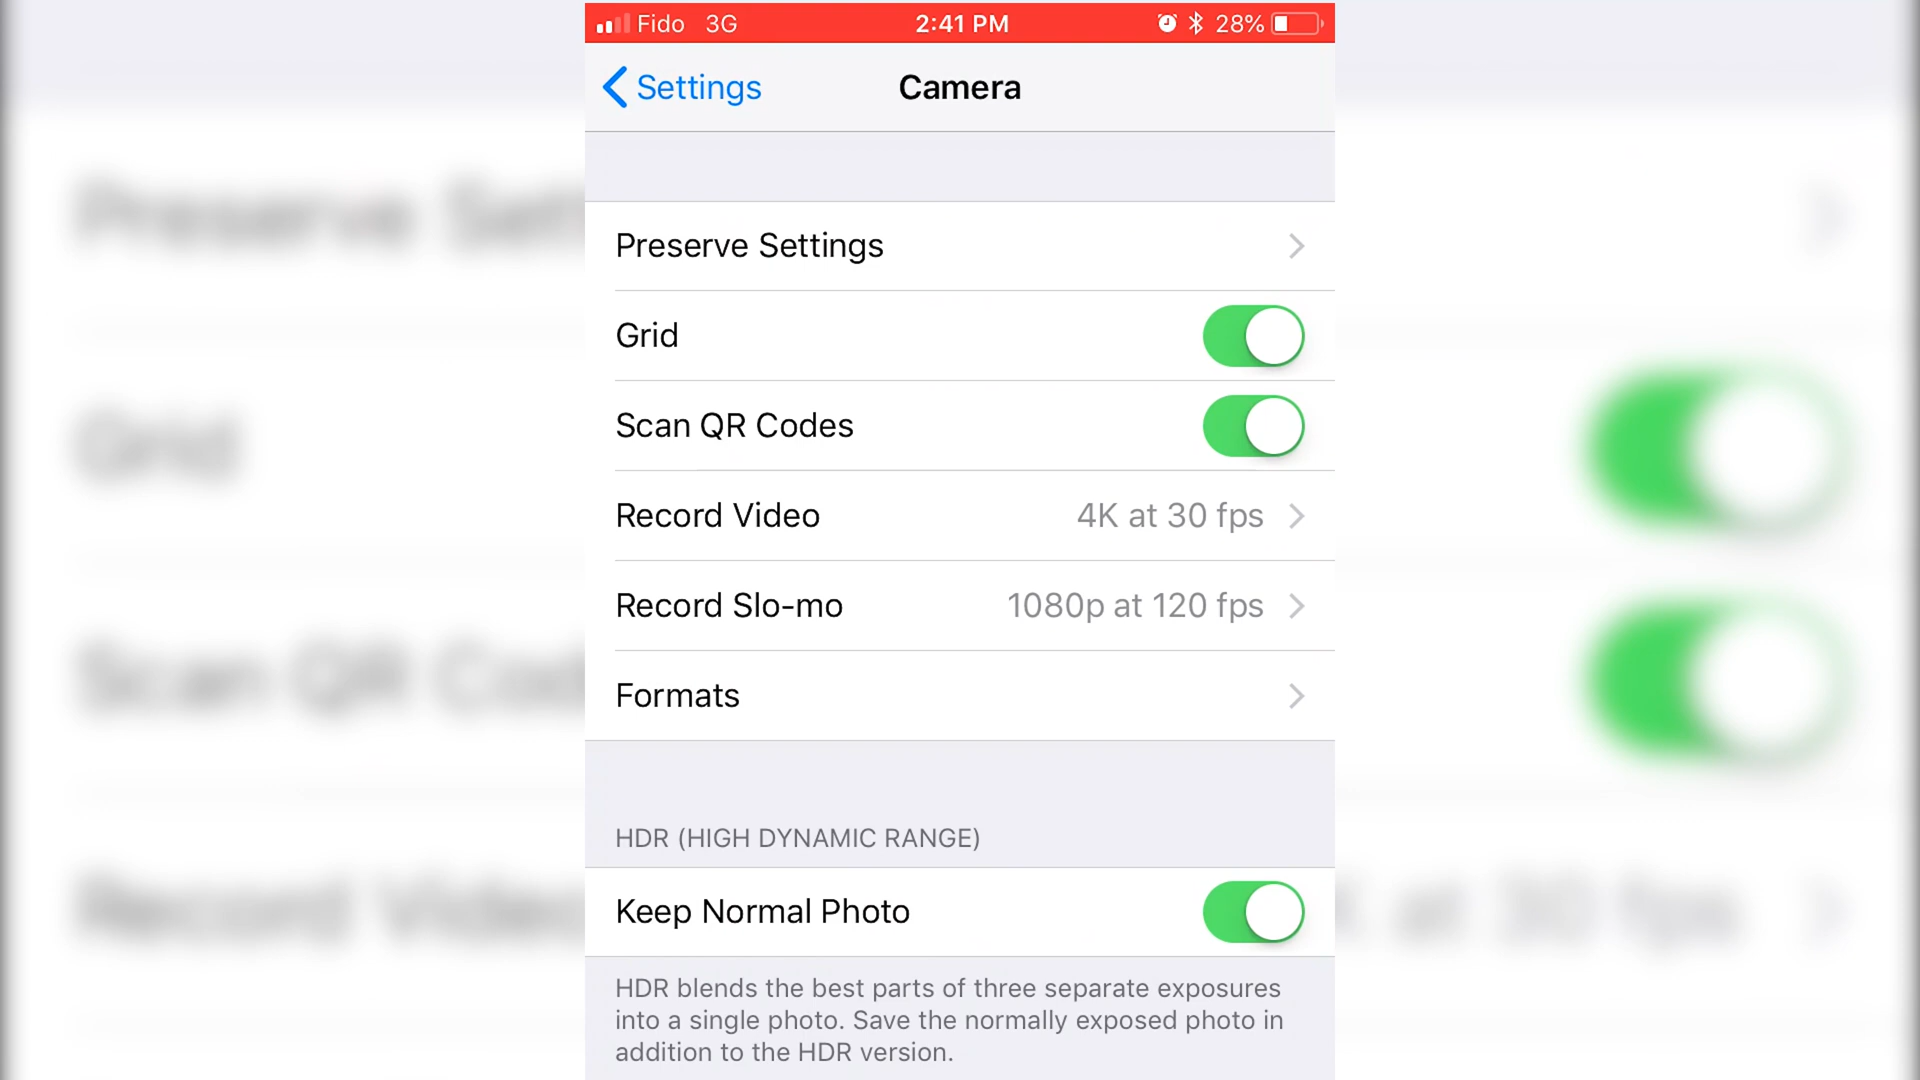 Fido 3G 2:41 PM 28%
Settings Camera
Preserve Settings
Grid
Scan QR Codes
Record Video 4K at 30 fps
Record Slo-mo 1080p at 120 fps
Formats
HDR (HIGH DYNAMIC RANGE)
Keep Normal Photo
HDR blends the best parts of three separate exposures
into a single photo. Save the normally exposed photo in
addition to the HDR version.